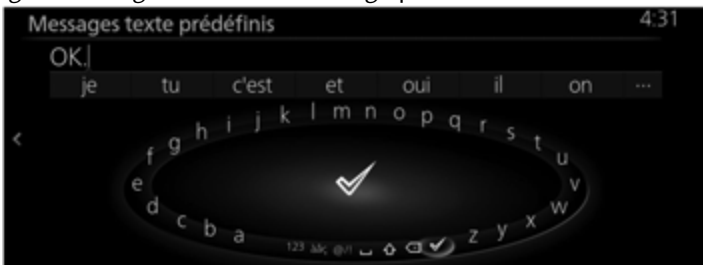 Messages texte prédéfinis 4:31
OK.
je tu c'est et oui il on ...
a b c d e f g h i j k l m n o p q r s t u v w x y z
123 @/!